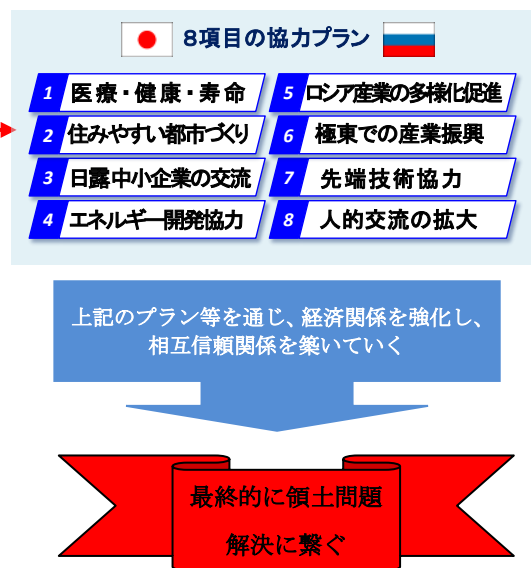 8項目の協力プラン
1 医療・健康・寿命
2 住みやすい都市づくり
3 日露中小企業の交流
4 エネルギー開発協力
5 ロシア産業の多様化促進
6 極東での産業振興
7 先端技術協力
8 人的交流の拡大
上記のプラン等を通じ、経済関係を強化し、
相互信頼関係を築いていく
最終的に領土問題
解決に繋ぐ